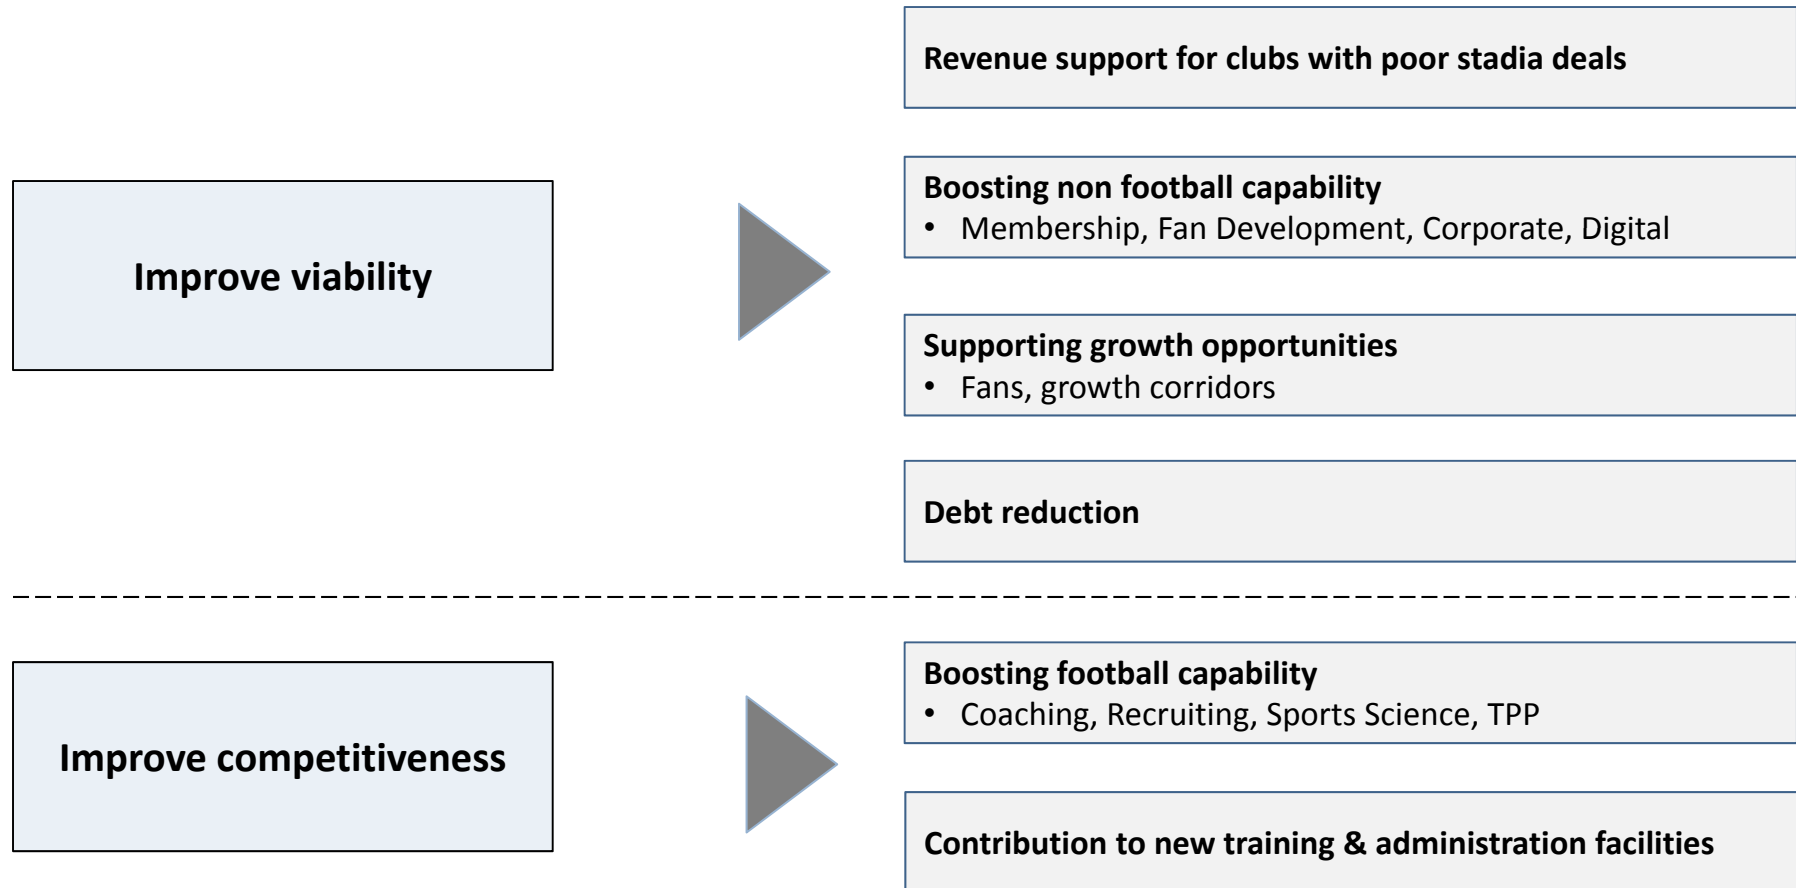 Revenue support for clubs with poor stadia deals
Improve viability
Boosting non football capability
• Membership, Fan Development, Corporate, Digital
Supporting growth opportunities
• Fans, growth corridors
Debt reduction
Improve competitiveness
Boosting football capability
• Coaching, Recruiting, Sports Science, TPP
Contribution to new training & administration facilities